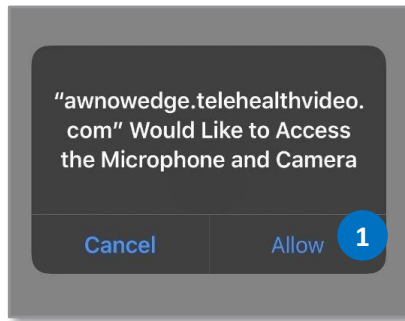 “awnowedge.telehealthvideo.
com” Would Like to Access
the Microphone and Camera
Cancel
Allow
1